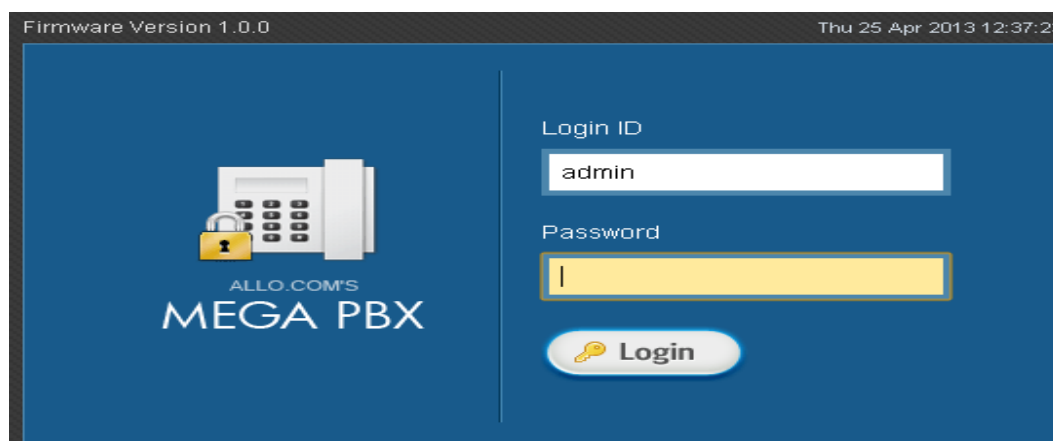 Firmware Version 1.0.0
Thu 25 Apr 2013 12:37:2
Login ID
admin
Password
ALLO.COM'S
MEGA PBX
Login